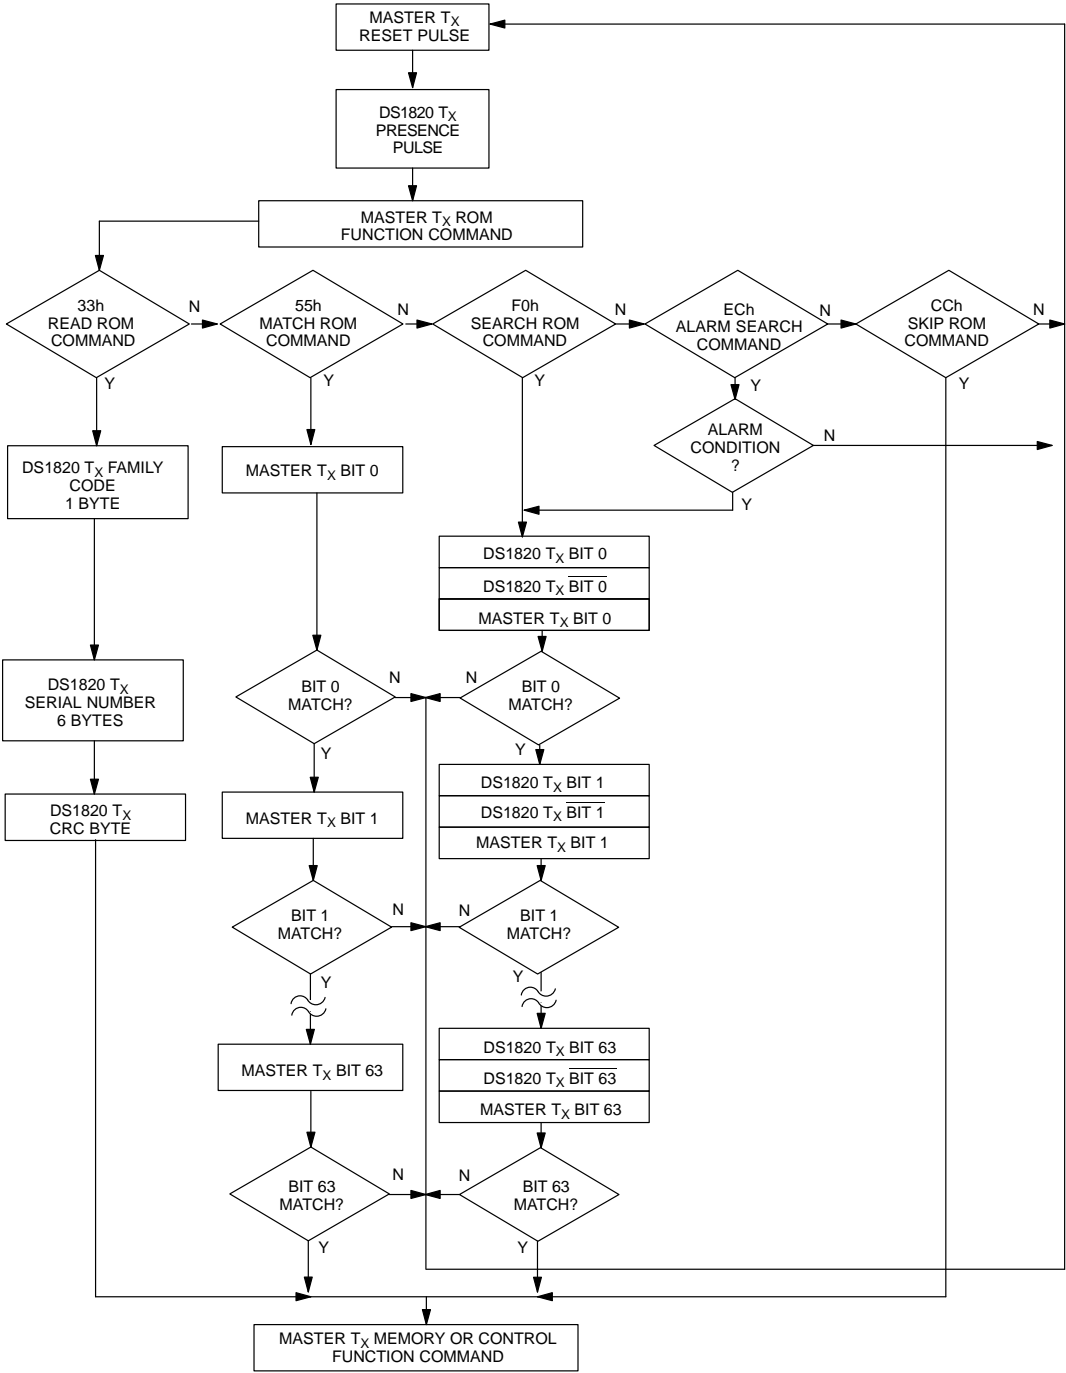 MASTER TX
RESET PULSE
DS1820 TX
PRESENCE
PULSE
MASTER TX ROM
FUNCTION COMMAND
33h
READ ROM
COMMAND
N
Y
55h
MATCH ROM
COMMAND
N
Y
F0h
SEARCH ROM
COMMAND
N
Y
ECh
ALARM SEARCH
COMMAND
N
Y
CCh
SKIP ROM
COMMAND
N
Y
ALARM
CONDITION
?
N
Y
DS1820 TX FAMILY
CODE
1 BYTE
DS1820 TX
SERIAL NUMBER
6 BYTES
DS1820 TX
CRC BYTE
MASTER TX BIT 0
BIT 0
MATCH?
N
Y
MASTER TX BIT 1
BIT 1
MATCH?
N
Y
MASTER TX BIT 63
BIT 63
MATCH?
N
Y
DS1820 TX BIT 0
DS1820 TX B̅I̅T̅ ̅0̅
MASTER TX BIT 0
BIT 0
MATCH?
N
Y
DS1820 TX BIT 1
DS1820 TX B̅I̅T̅ ̅1̅
MASTER TX BIT 1
BIT 1
MATCH?
N
Y
DS1820 TX BIT 63
DS1820 TX B̅I̅T̅ ̅6̅3̅
MASTER TX BIT 63
BIT 63
MATCH?
N
Y
MASTER TX MEMORY OR CONTROL
FUNCTION COMMAND